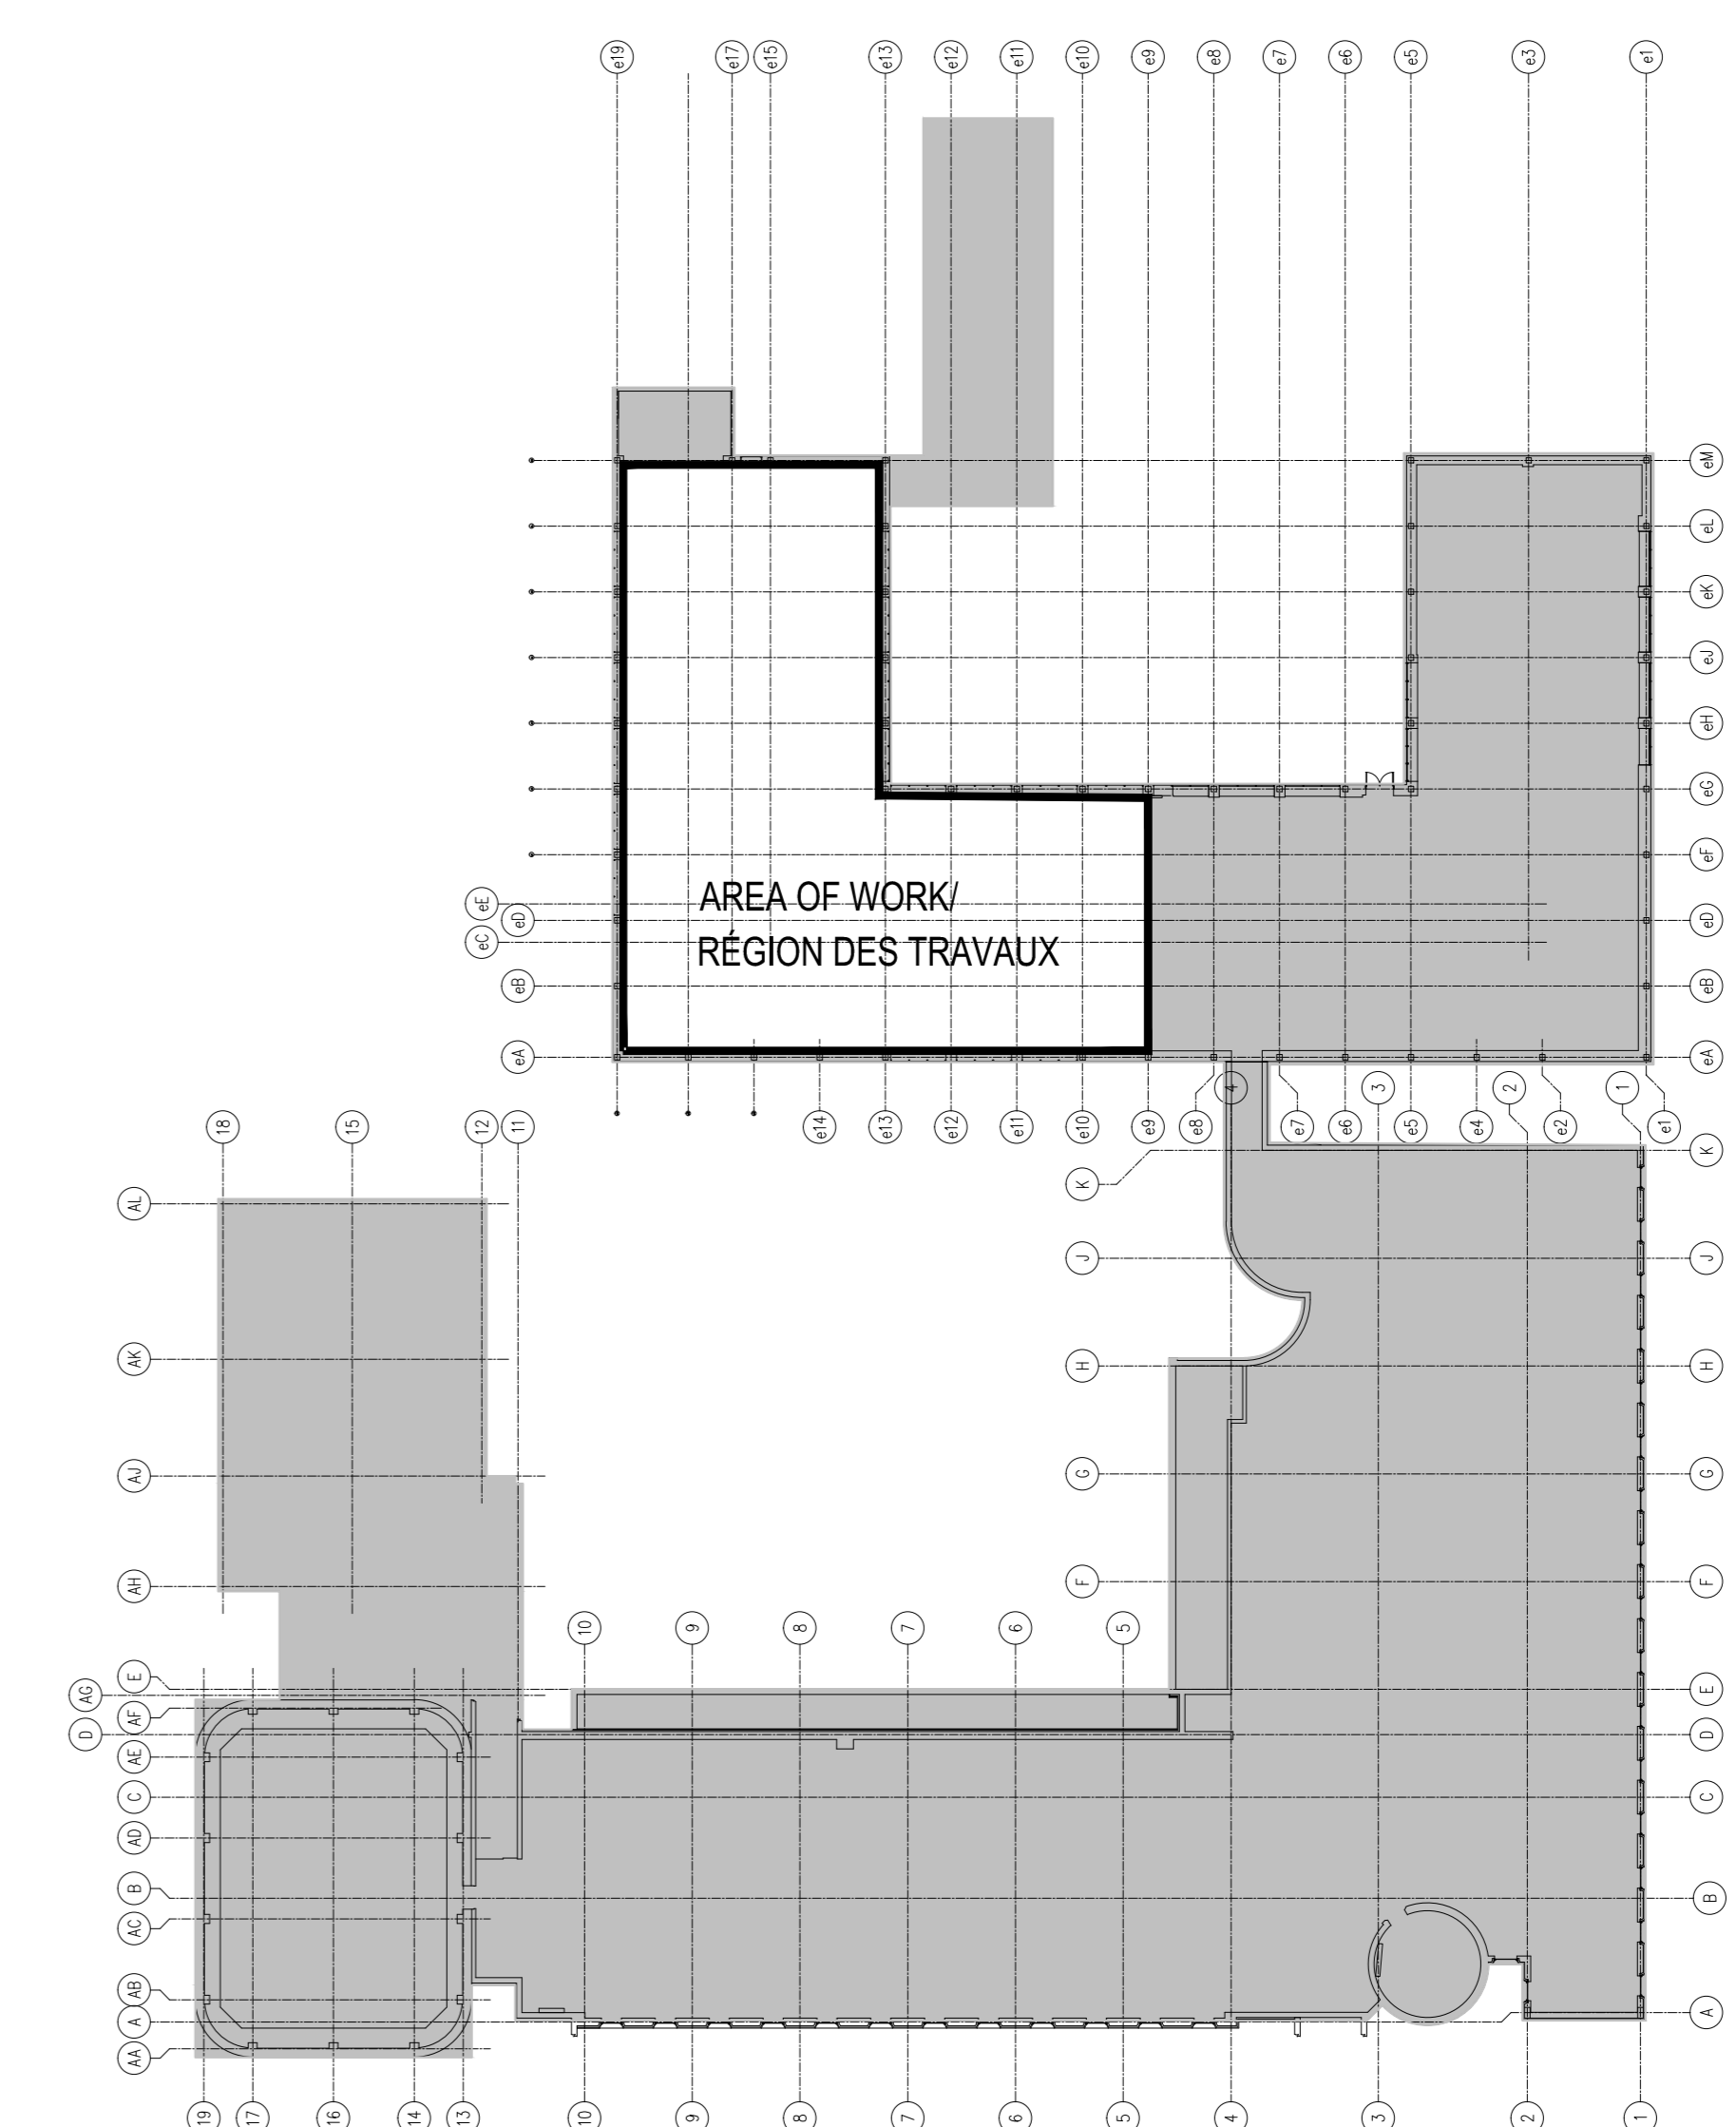 e19 e17 e15 e13 e12 e11 e10 e9 e8 e7 e6 e5 e3 e1
eM
eL
eK
eJ
eH
eG
eF
AREA OF WORK/
eE
eD eD
eC
RÉGION DES TRAVAUX
eB eB
eA eA
4 3 2 1
18 15 12 11 e14 e13 e12 e11 e10 e9 e8 e7 e6 e5 e4 e2 e1
K
K
AL
J J
AK
H H
AJ
G G
AH
F F
10 9 8 7 6 5
E E
AG
AF
D D
AE
C C
AD
B B
AC
AB
A A
AA
19 17 16 14 13 10 9 8 7 6 5 4 3 2 1